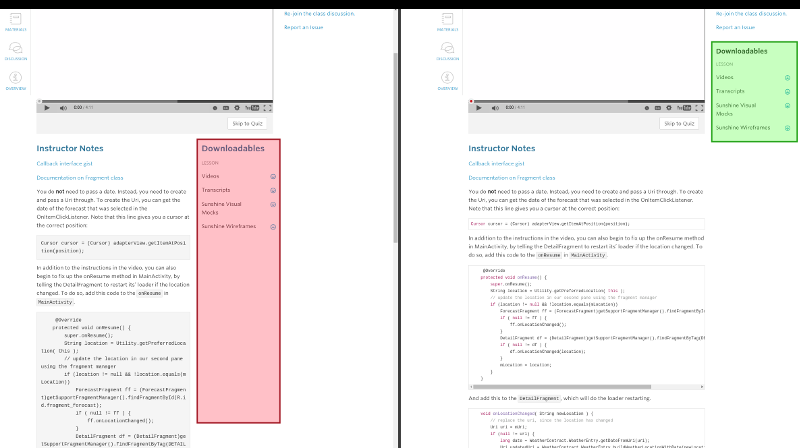 Re-join the class discussion.
Report an Issue
MATERIALS
DISCUSSION
OVERVIEW
0:00 / 4:11
Skip to Quiz
Instructor Notes
Callback interface gist
Documentation on Fragment class
You do not need to pass a date. Instead, you need to create
and pass a Uri through. To create the Uri, you can get
the date of the forecast that was selected in the
OnItemClickListener. Note that this line gives you a cursor at
the correct position:
Cursor cursor = (Cursor) adapterView.getItemAtPosi
tion(position);
In addition to the instructions in the video, you can also
begin to fix up the onResume method in MainActivity, by
telling the DetailFragment to restart its' loader if the location
changed. To do so, add this code to the onResume in
MainActivity.
@Override
protected void onResume() {
super.onResume();
String location = Utility.getPreferredLoca
tion( this );
// update the location in our second pane
using the fragment manager
if (location != null && !location.equals(m
Location))
ForecastFragment ff = (ForecastFragmen
t)getSupportFragmentManager().findFragmentById(R.i
d.fragment_forecast);
if ( null != ff ) {
ff.onLocationChanged();
}
DetailFragment df = (DetailFragment)ge
tSupportFragmentManager().findFragmentByTag(DETAIL
Downloadables
LESSON
Videos
Transcripts
Sunshine Visual
Mocks
Sunshine Wireframes
MATERIALS
DISCUSSION
OVERVIEW
Re-join the class discussion.
Report an Issue
Downloadables
LESSON
Videos
Transcripts
Sunshine Visual
Mocks
Sunshine Wireframes
0:00 / 4:11
Skip to Quiz
Instructor Notes
Callback interface gist
Documentation on Fragment class
You do not need to pass a date. Instead, you need to create and pass a Uri through. To
create the Uri, you can get the date of the forecast that was selected in the OnItemClickListener.
Note that this line gives you a cursor at the correct position:
Cursor cursor = (Cursor) adapterView.getItemAtPosition(position);
In addition to the instructions in the video, you can also begin to fix up the onResume method
in MainActivity, by telling the DetailFragment to restart its' loader if the location changed. To
do so, add this code to the onResume in MainActivity.
@Override
protected void onResume() {
super.onResume();
String location = Utility.getPreferredLocation( this );
// update the location in our second pane using the fragment manager
if (location != null && !location.equals(mLocation))
ForecastFragment ff = (ForecastFragment)getSupportFragmentManager().findFragmentById
if ( null != ff ) {
ff.onLocationChanged();
}
DetailFragment df = (DetailFragment)getSupportFragmentManager().findFragmentByTag
if ( null != df ) {
df.onLocationChanged(location);
}
mLocation = location;
}
}
And add this to the DetailFragment, which will do the loader restarting.
void onLocationChanged( String newLocation ) {
// replace the uri, since the location has changed
Uri uri = mUri;
if (null != uri) {
long date = WeatherContract.WeatherEntry.getDateFromUri(uri);